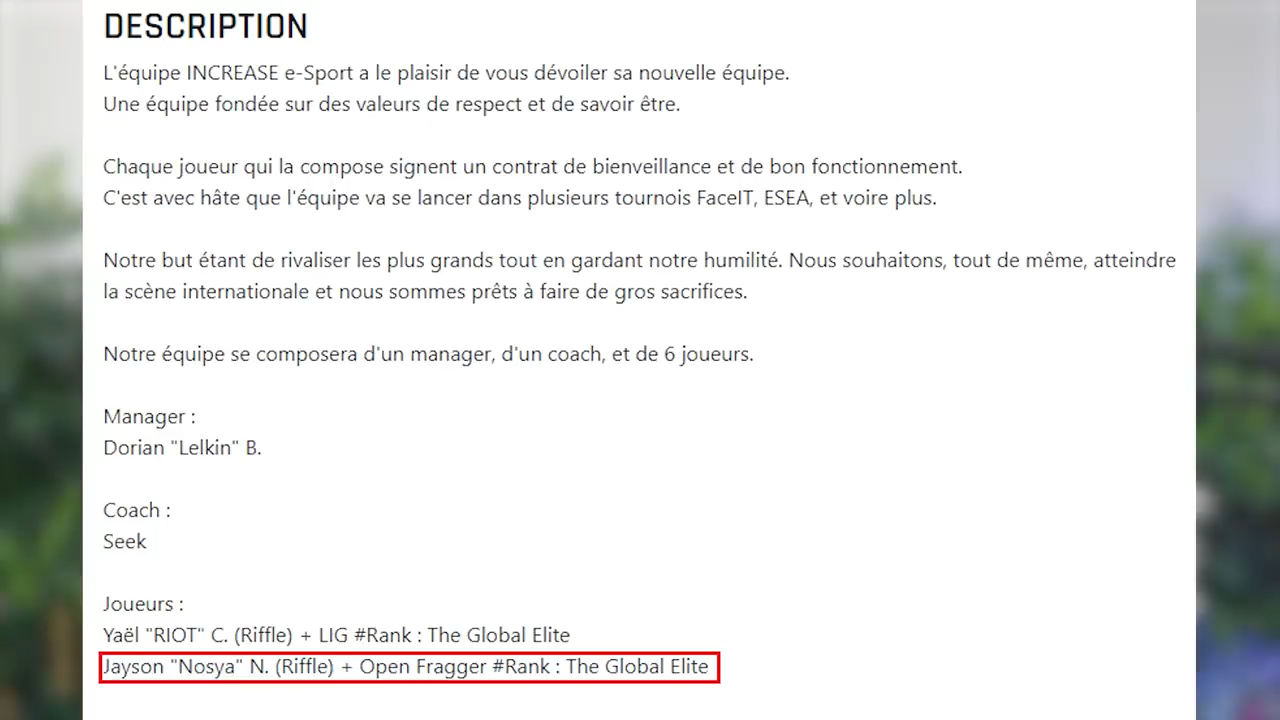 DESCRIPTION
L'équipe INCREASE e-Sport a le plaisir de vous dévoiler sa nouvelle équipe.
Une équipe fondée sur des valeurs de respect et de savoir être.
Chaque joueur qui la compose signent un contrat de bienveillance et de bon fonctionnement.
C'est avec hâte que l'équipe va se lancer dans plusieurs tournois FaceIT, ESEA, et voire plus.
Notre but étant de rivaliser les plus grands tout en gardant notre humilité. Nous souhaitons, tout de même, atteindre
la scène internationale et nous sommes prêts à faire de gros sacrifices.
Notre équipe se composera d'un manager, d'un coach, et de 6 joueurs.
Manager :
Dorian "Lelkin" B.
Coach :
Seek
Joueurs :
Yaël "RIOT" C. (Riffle) + LIG #Rank : The Global Elite
Jayson "Nosya" N. (Riffle) + Open Fragger #Rank : The Global Elite